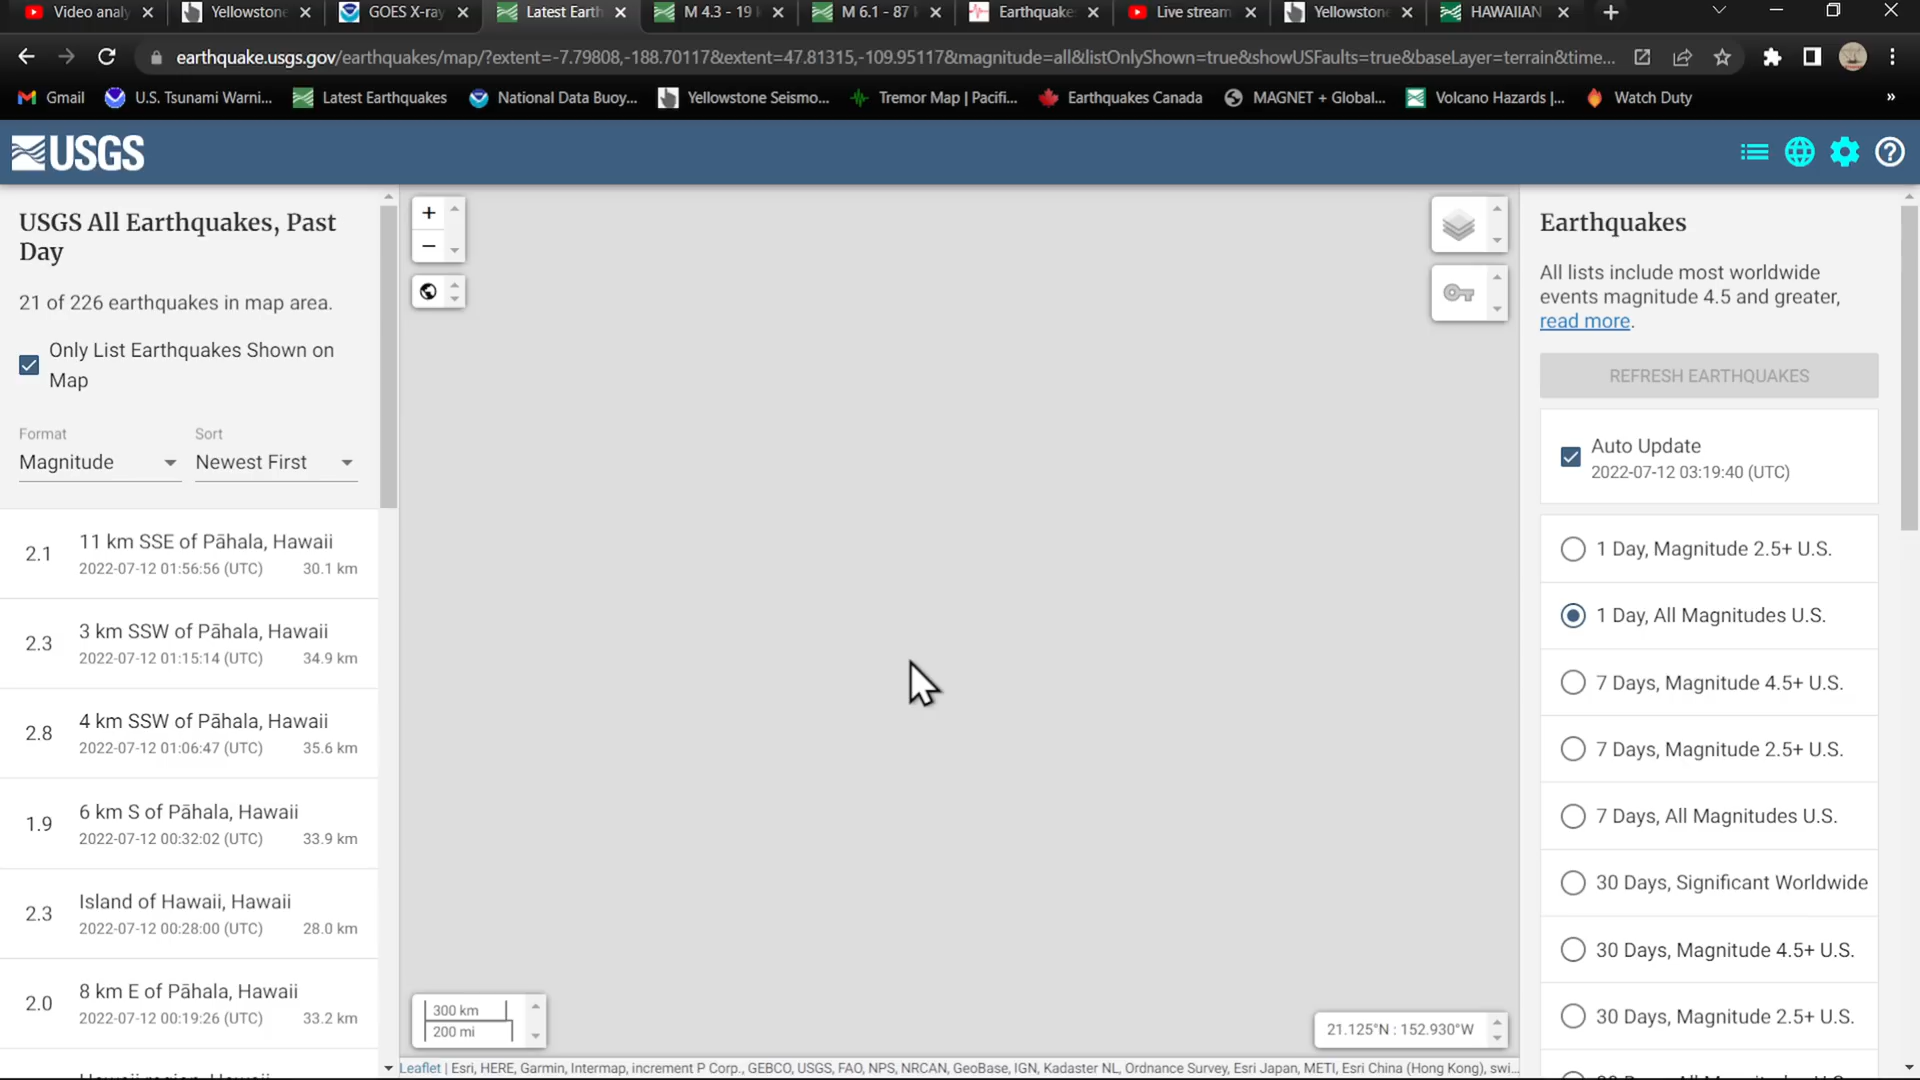 Video anal
Yellowstone
GOES X-ray
Latest Earth
M 4.3 - 19
M 6.1 - 87
Earthquake
Live stream
Yellowstone
HAWAIIAN
earthquake.usgs.gov/earthquakes/map/?extent=-7.79808,-188.70117&extent=47.81315,-109.95117&magnitude=all&listOnlyShown=true&showUSFaults=true&baseLayer=terrain&time...
Gmail
U.S. Tsunami Warni...
Latest Earthquakes
National Data Buoy...
Yellowstone Seismo...
Tremor Map | Pacifi...
Earthquakes Canada
MAGNET + Global...
Volcano Hazards |...
Watch Duty
»
USGS
USGS All Earthquakes, Past
Day
21 of 226 earthquakes in map area.
Only List Earthquakes Shown on
Map
Format
Magnitude
Sort
Newest First
2.1
11 km SSE of Pāhala, Hawaii
2022-07-12 01:56:56 (UTC) 30.1 km
2.3
3 km SSW of Pāhala, Hawaii
2022-07-12 01:15:14 (UTC) 34.9 km
2.8
4 km SSW of Pāhala, Hawaii
2022-07-12 01:06:47 (UTC) 35.6 km
1.9
6 km S of Pāhala, Hawaii
2022-07-12 00:32:02 (UTC) 33.9 km
2.3
Island of Hawaii, Hawaii
2022-07-12 00:28:00 (UTC) 28.0 km
2.0
8 km E of Pāhala, Hawaii
2022-07-12 00:19:26 (UTC) 33.2 km
+
−
300 km
200 mi
21.125°N : 152.930°W
Leaflet | Esri, HERE, Garmin, Intermap, increment P Corp., GEBCO, USGS, FAO, NPS, NRCAN, GeoBase, IGN, Kadaster NL, Ordnance Survey, Esri Japan, METI, Esri China (Hong Kong), swi...
Earthquakes
All lists include most worldwide
events magnitude 4.5 and greater,
read more.
REFRESH EARTHQUAKES
Auto Update
2022-07-12 03:19:40 (UTC)
1 Day, Magnitude 2.5+ U.S.
1 Day, All Magnitudes U.S.
7 Days, Magnitude 4.5+ U.S.
7 Days, Magnitude 2.5+ U.S.
7 Days, All Magnitudes U.S.
30 Days, Significant Worldwide
30 Days, Magnitude 4.5+ U.S.
30 Days, Magnitude 2.5+ U.S.